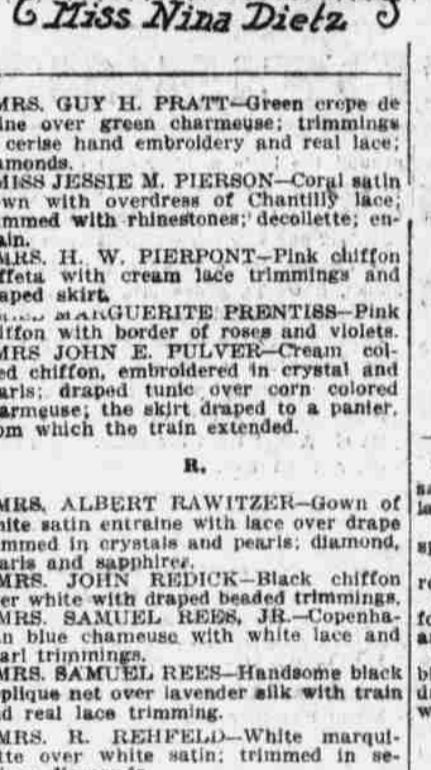 Miss Nina Dietz
MRS. GUY H. PRATT—Green crepe de
ine over green charmeuse; trimmings
cerise hand embroidery and real lace;
amonds.
MISS JESSIE M. PIERSON—Coral satin
wn with overdress of Chantilly lace;
mmed with rhinestones; decollette; en-
ain.
MRS. H. W. PIERPONT—Pink chiffon
ffeta with cream lace trimmings and
aped skirt.
MARGUERITE PRENTISS—Pink
iffon with border of roses and violets.
MRS JOHN E. PULVER—Cream col-
ed chiffon, embroidered in crystal and
arls; draped tunic over corn colored
armeuse; the skirt draped to a panier,
om which the train extended.
R.
MRS. ALBERT RAWITZER—Gown of
hite satin entraine with lace over drape
mmed in crystals and pearls; diamond,
arls and sapphires.
MRS. JOHN REDICK—Black chiffon
er white with draped beaded trimmings.
MRS. SAMUEL REES, JR.—Copenha-
n blue chameuse with white lace and
arl trimmings.
MRS. SAMUEL REES—Handsome black
plique net over lavender silk with train
d real lace trimming.
MRS. R. REHFELD—White marqui-
tte over white satin; trimmed in se-